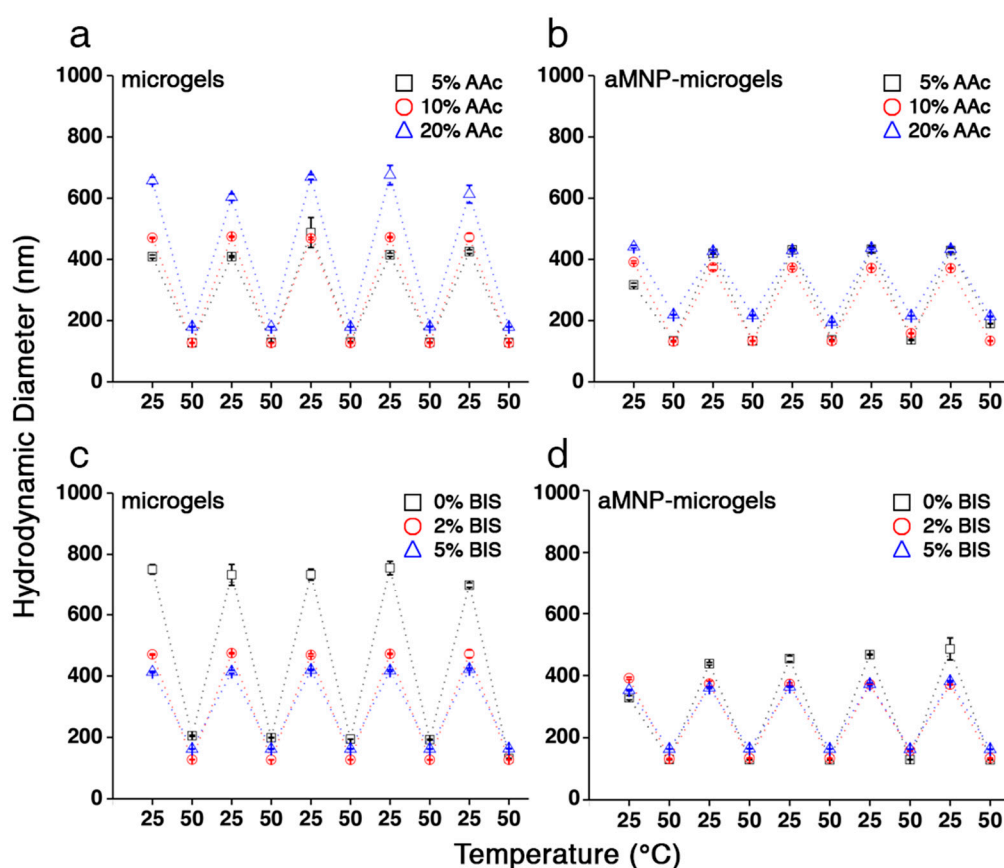 a
microgels
5% AAc
10% AAc
20% AAc
1000
800
600
400
200
0
25 50 25 50 25 50 25 50 25 50
b
aMNP-microgels
5% AAc
10% AAc
20% AAc
1000
800
600
400
200
0
25 50 25 50 25 50 25 50 25 50
Hydrodynamic Diameter (nm)
c
microgels
0% BIS
2% BIS
5% BIS
1000
800
600
400
200
0
25 50 25 50 25 50 25 50 25 50
d
aMNP-microgels
0% BIS
2% BIS
5% BIS
1000
800
600
400
200
0
25 50 25 50 25 50 25 50 25 50
Temperature (°C)